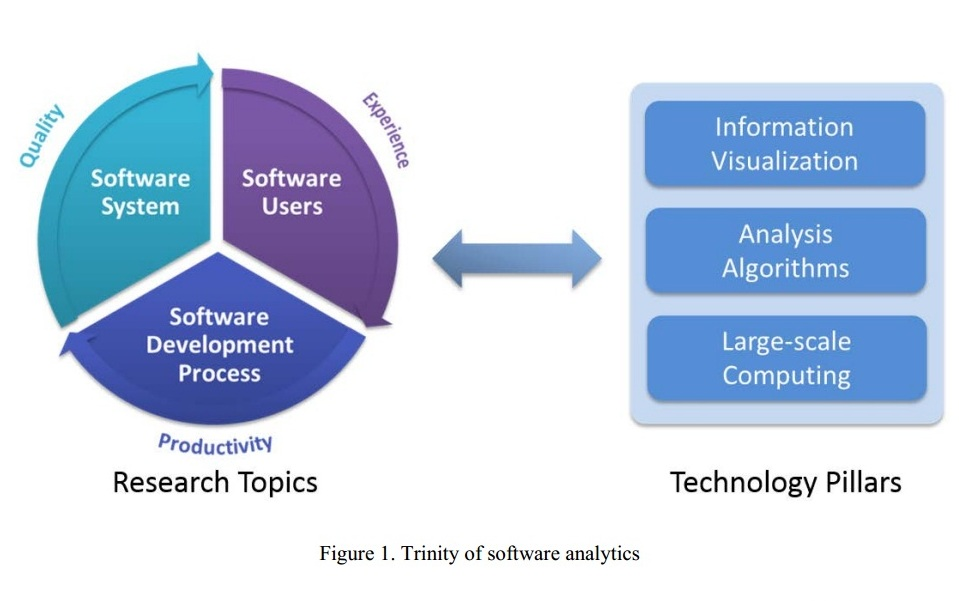 Quality
Experience
Software
System
Software
Users
Software
Development
Process
Productivity
Research Topics
Information
Visualization
Analysis
Algorithms
Large-scale
Computing
Technology Pillars
Figure 1. Trinity of software analytics